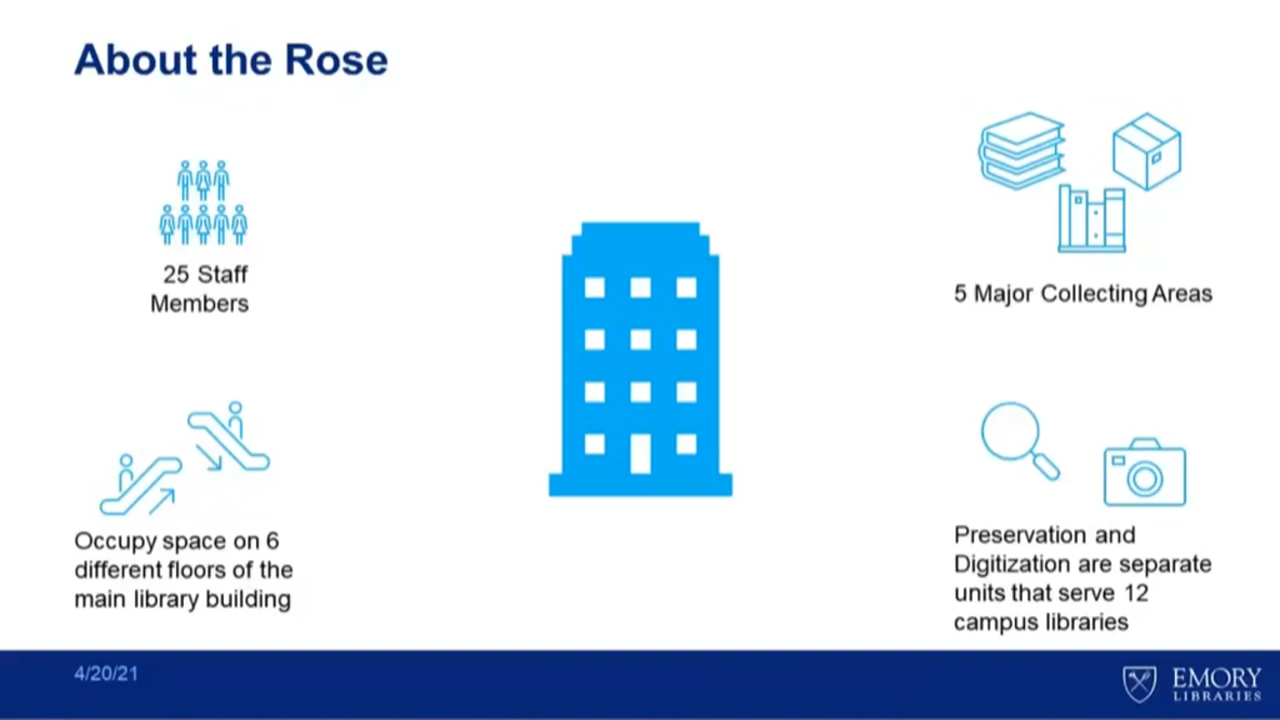 About the Rose
25 Staff
Members
5 Major Collecting Areas
Occupy space on 6
different floors of the
main library building
Preservation and
Digitization are separate
units that serve 12
campus libraries
4/20/21
EMORY
LIBRARIES